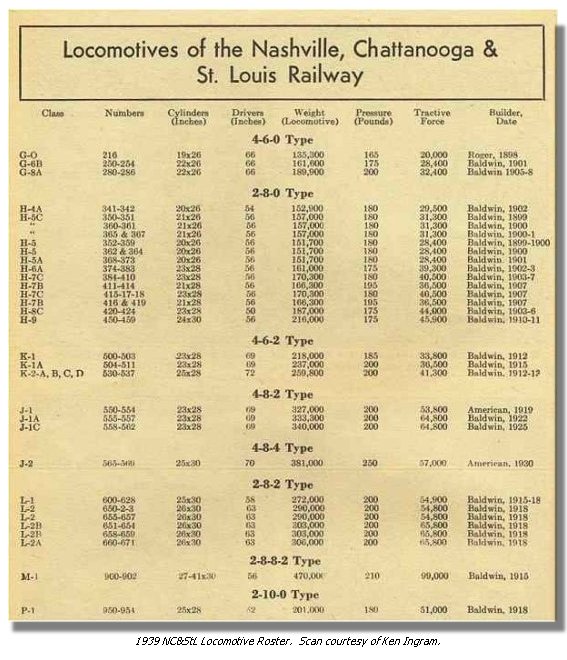 Locomotives of the Nashville, Chattanooga &
St. Louis Railway
Class Numbers Cylinders Drivers Weight Pressure Tractive Builder,
(Inches) (Inches) (Locomotive) (Pounds) Force Date
4-6-0 Type
G-O 216 19x26 66 135,300 165 20,000 Roger, 1898
G-6B 250-254 22x26 66 161,600 175 28,400 Baldwin, 1901
G-8A 280-286 22x26 66 189,900 200 32,400 Baldwin 1905-8
2-8-0 Type
H-4A 341-342 20x26 54 152,900 180 29,500 Baldwin, 1902
H-5C 350-351 21x26 56 157,000 180 31,300 Baldwin, 1899
" 360-361 21x26 56 157,000 180 31,300 Baldwin, 1900
" 365 & 367 21x26 56 157,000 180 31,300 Baldwin, 1900-1
H-5 352-359 20x26 56 151,700 180 28,400 Baldwin, 1899-1900
H-5 362 & 364 20x26 56 151,700 180 28,400 Baldwin, 1900
H-5A 368-373 20x26 56 151,700 180 28,400 Baldwin 1901
H-6A 374-383 23x28 56 161,000 175 39,300 Baldwin, 1902-3
H-7C 384-410 23x28 56 170,300 180 40,500 Baldwin, 1903-7
H-7B 411-414 21x28 56 166,300 195 36,500 Baldwin, 1907
H-7C 415-17-18 23x28 56 170,300 180 40,500 Baldwin, 1907
H-7B 416 & 419 21x28 56 166,300 195 36,500 Baldwin, 1907
H-8C 420-424 23x28 50 187,000 175 44,000 Baldwin, 1903-6
H-9 450-459 24x30 56 216,000 175 45,900 Baldwin, 1910-11
4-6-2 Type
K-1 500-503 23x28 69 218,000 185 33,800 Baldwin, 1912
K-1A 504-511 23x28 69 237,000 200 36,500 Baldwin, 1915
K-2-A, B, C, D 530-537 25x28 72 259,800 200 41,300 Baldwin,
4-8-2 Type
J-1 550-554 23x28 69 327,000 200 53,800 American, 1919
J-1A 555-557 23x28 69 333,300 200 64,800 Baldwin, 1922
J-1C 558-562 23x28 69 340,000 200 64,800 Baldwin, 1925
4-8-4 Type
J-2 565-569 25x30 70 381,000 250 57,000 American, 1930
2-8-2 Type
L-1 600-628 25x30 58 272,000 200 54,900 Baldwin, 1915-18
L-2 650-2-3 26x30 63 290,000 200 54,800 Baldwin, 1918
L-2 655-657 26x30 63 290,000 200 54,800 Baldwin, 1918
L-2B 651-654 26x30 63 303,000 200 65,800 Baldwin, 1918
L-2B 658-659 26x30 63 303,000 200 65,800 Baldwin, 1918
L-2A 660-671 26x30 63 306,000 200 65,800 Baldwin, 1918
2-8-8-2 Type
M-1 900-902 27-41x30 56 470,000 210 99,000 Baldwin, 1915
2-10-0 Type
P-1 950-954 25x28 52 201,000 180 51,000 Baldwin, 1918
1939 NC&StL Locomotive Roster. Scan courtesy of Ken Ingram.